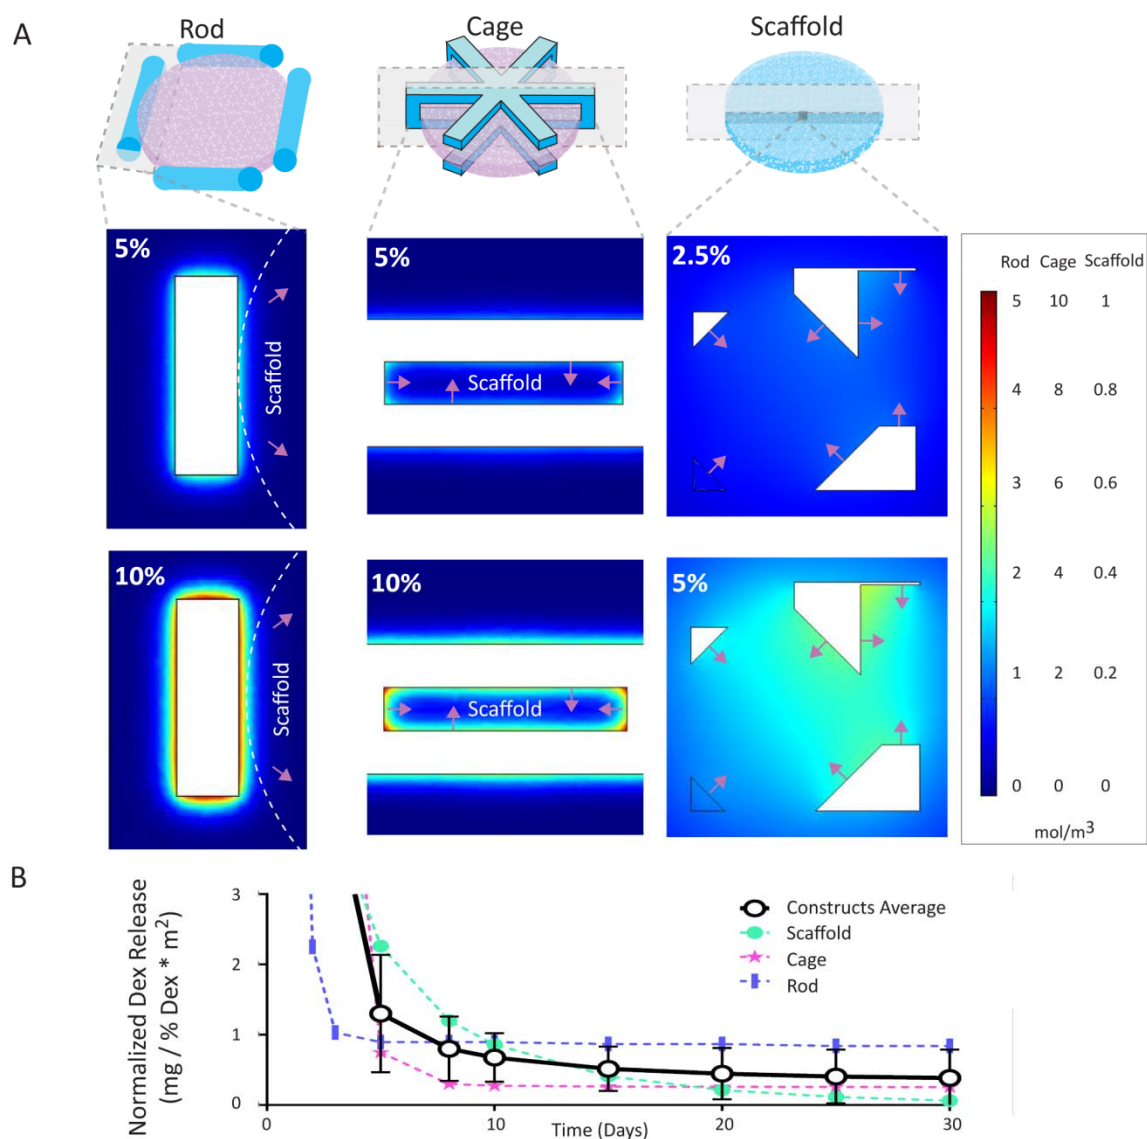 A
Rod
Cage
Scaffold
5%
Scaffold
5%
Scaffold
2.5%
10%
Scaffold
10%
Scaffold
5%
Rod Cage Scaffold
5 10 1
4 8 0.8
3 6 0.6
2 4 0.4
1 2 0.2
0 0 0
mol/m³
B
Normalized Dex Release
(mg / % Dex * m²)
3
2
1
0
0
10
20
30
Time (Days)
Constructs Average
Scaffold
Cage
Rod